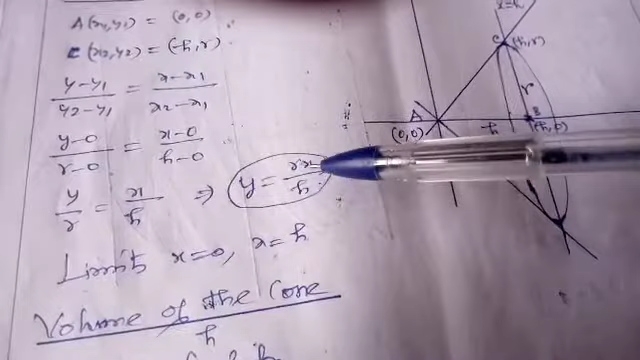 A(x1, y1) = (0, 0)
C(x2, y2) = (h, r)
y-y1 / y2-y1 = x-x1 / x2-x1
y-0 / r-0 = x-0 / h-0
y/r = x/h ⇒ y = rx/h
Limits x=0, x=h
Volume of the Cone
h
x=h
C (h, r)
r
A
B
(0, 0)
h
(h, 0)